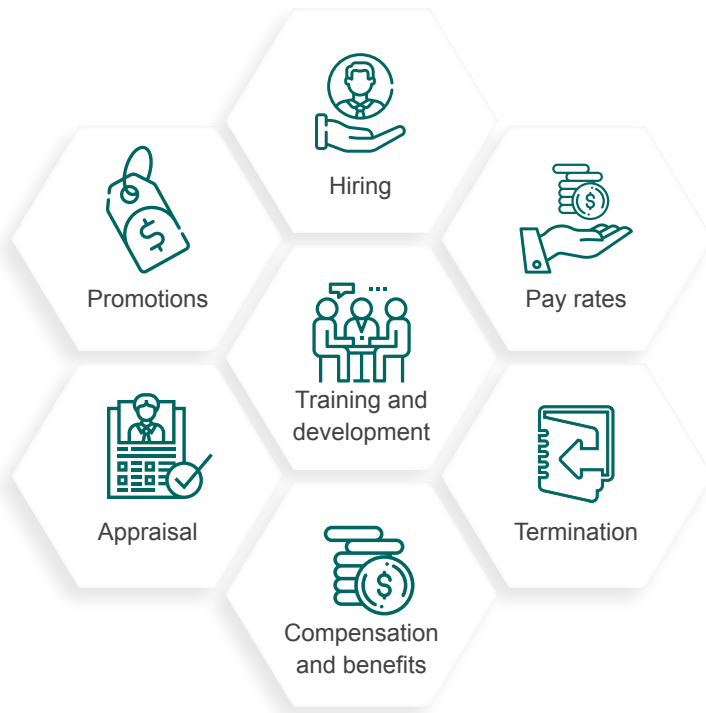 Hiring
Promotions
Pay rates
Training and
development
Appraisal
Termination
Compensation
and benefits